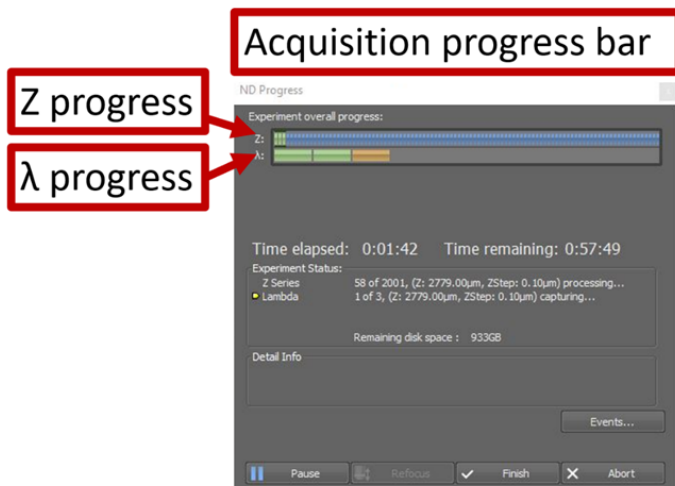 Acquisition progress bar
Z progress
λ progress
ND Progress
Experiment overall progress:
Z:
λ:
Time elapsed: 0:01:42 Time remaining: 0:57:49
Experiment Status:
Z Series 58 of 2001, (Z: 2779.00µm, ZStep: 0.10µm) processing...
Lambda 1 of 3, (Z: 2779.00µm, ZStep: 0.10µm) capturing...
Remaining disk space : 933GB
Detail Info
Events...
Pause Refocus Finish Abort